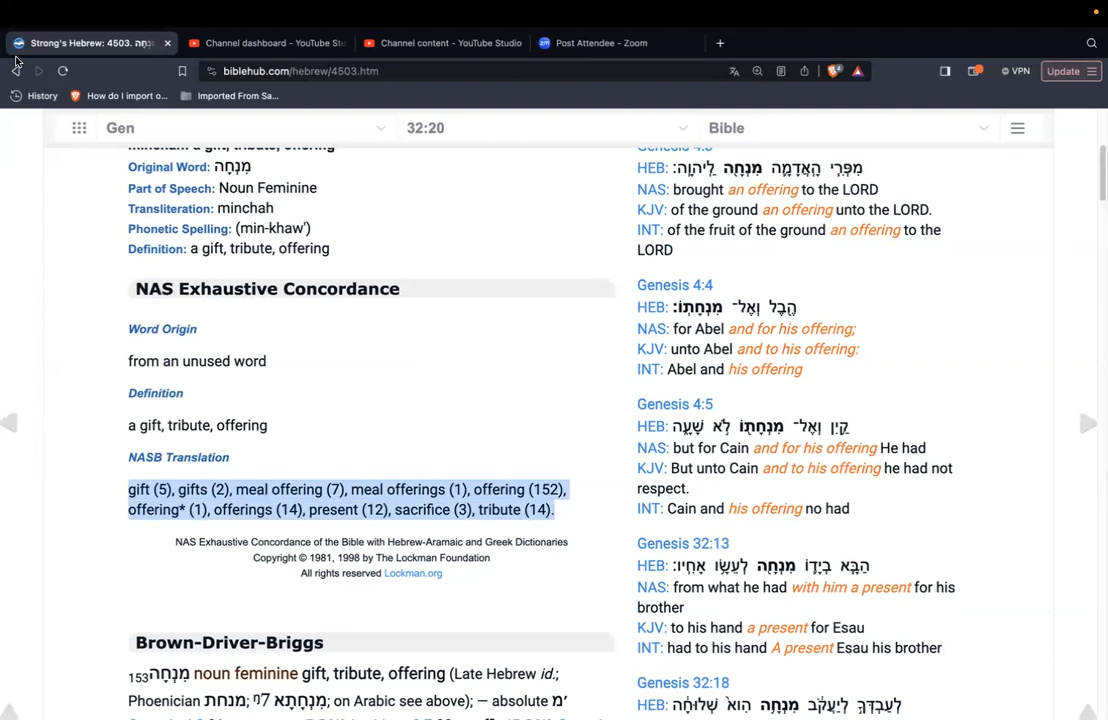 Strong's Hebrew: 4503. מִנְחָה
Channel dashboard - YouTube Stu
Channel content - YouTube Studio
Post Attendee - Zoom
biblehub.com/hebrew/4503.htm
VPN
Update
History
How do I import o...
Imported From Sa...
Gen
32:20
Bible
minchah: a gift, tribute, offering
Original Word: מִנְחָה
Part of Speech: Noun Feminine
Transliteration: minchah
Phonetic Spelling: (min-khaw')
Definition: a gift, tribute, offering
NAS Exhaustive Concordance
Word Origin
from an unused word
Definition
a gift, tribute, offering
NASB Translation
gift (5), gifts (2), meal offering (7), meal offerings (1), offering (152),
offering* (1), offerings (14), present (12), sacrifice (3), tribute (14).
NAS Exhaustive Concordance of the Bible with Hebrew-Aramaic and Greek Dictionaries
Copyright © 1981, 1998 by The Lockman Foundation
All rights reserved Lockman.org
Brown-Driver-Briggs
153 מִנְחָה noun feminine gift, tribute, offering (Late Hebrew id.;
Phoenician מנחת; מִנְחָתָא; on Arabic see above); — absolute מ׳
HEB: מִפְּרִ֧י הָֽאֲדָמָ֛ה מִנְחָ֖ה לַֽיהוָֽה׃
NAS: brought an offering to the LORD
KJV: of the ground an offering unto the LORD.
INT: of the fruit of the ground an offering to the
LORD
Genesis 4:4
HEB: הֶ֖בֶל וְאֶל־ מִנְחָתֽוֹ׃
NAS: for Abel and for his offering;
KJV: unto Abel and to his offering:
INT: Abel and his offering
Genesis 4:5
HEB: קַ֥יִן וְאֶל־ מִנְחָת֖וֹ לֹ֣א שָׁעָ֑ה
NAS: but for Cain and for his offering He had
KJV: But unto Cain and to his offering he had not
respect.
INT: Cain and his offering no had
Genesis 32:13
HEB: הַבָּ֧א בְיָד֛וֹ מִנְחָ֖ה לְעֵשָׂ֥ו אָחִֽיו׃
NAS: from what he had with him a present for his
brother
KJV: to his hand a present for Esau
INT: had to his hand A present Esau his brother
Genesis 32:18
HEB: לְעַבְדְּךָ֣ לְיַעֲקֹ֔ב מִנְחָ֥ה הִוא֙ שְׁלוּחָ֔ה